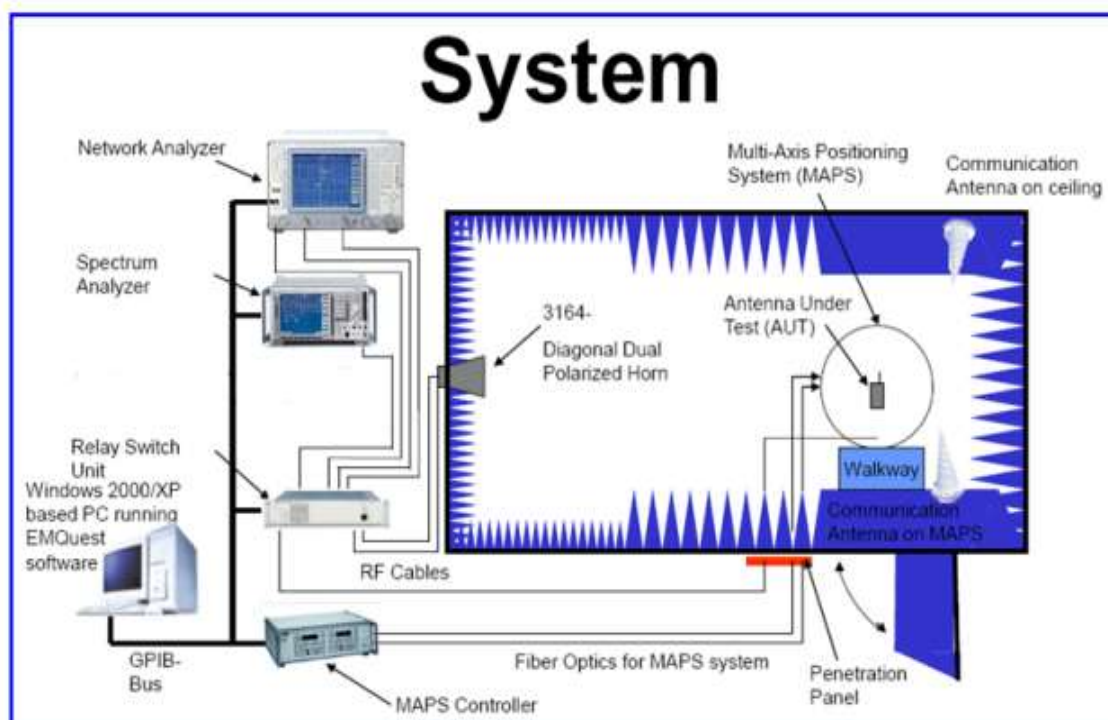 System
Network Analyzer
Multi-Axis Positioning
System (MAPS)
Communication
Antenna on ceiling
Spectrum
Analyzer
3164-
Diagonal Dual
Polarized Horn
Antenna Under
Test (AUT)
Relay Switch
Unit
Windows 2000/XP
based PC running
EMQuest
software
Walkway
Communication
Antenna on MAPS
RF Cables
GPIB-
Bus
Fiber Optics for MAPS system
Penetration
Panel
MAPS Controller